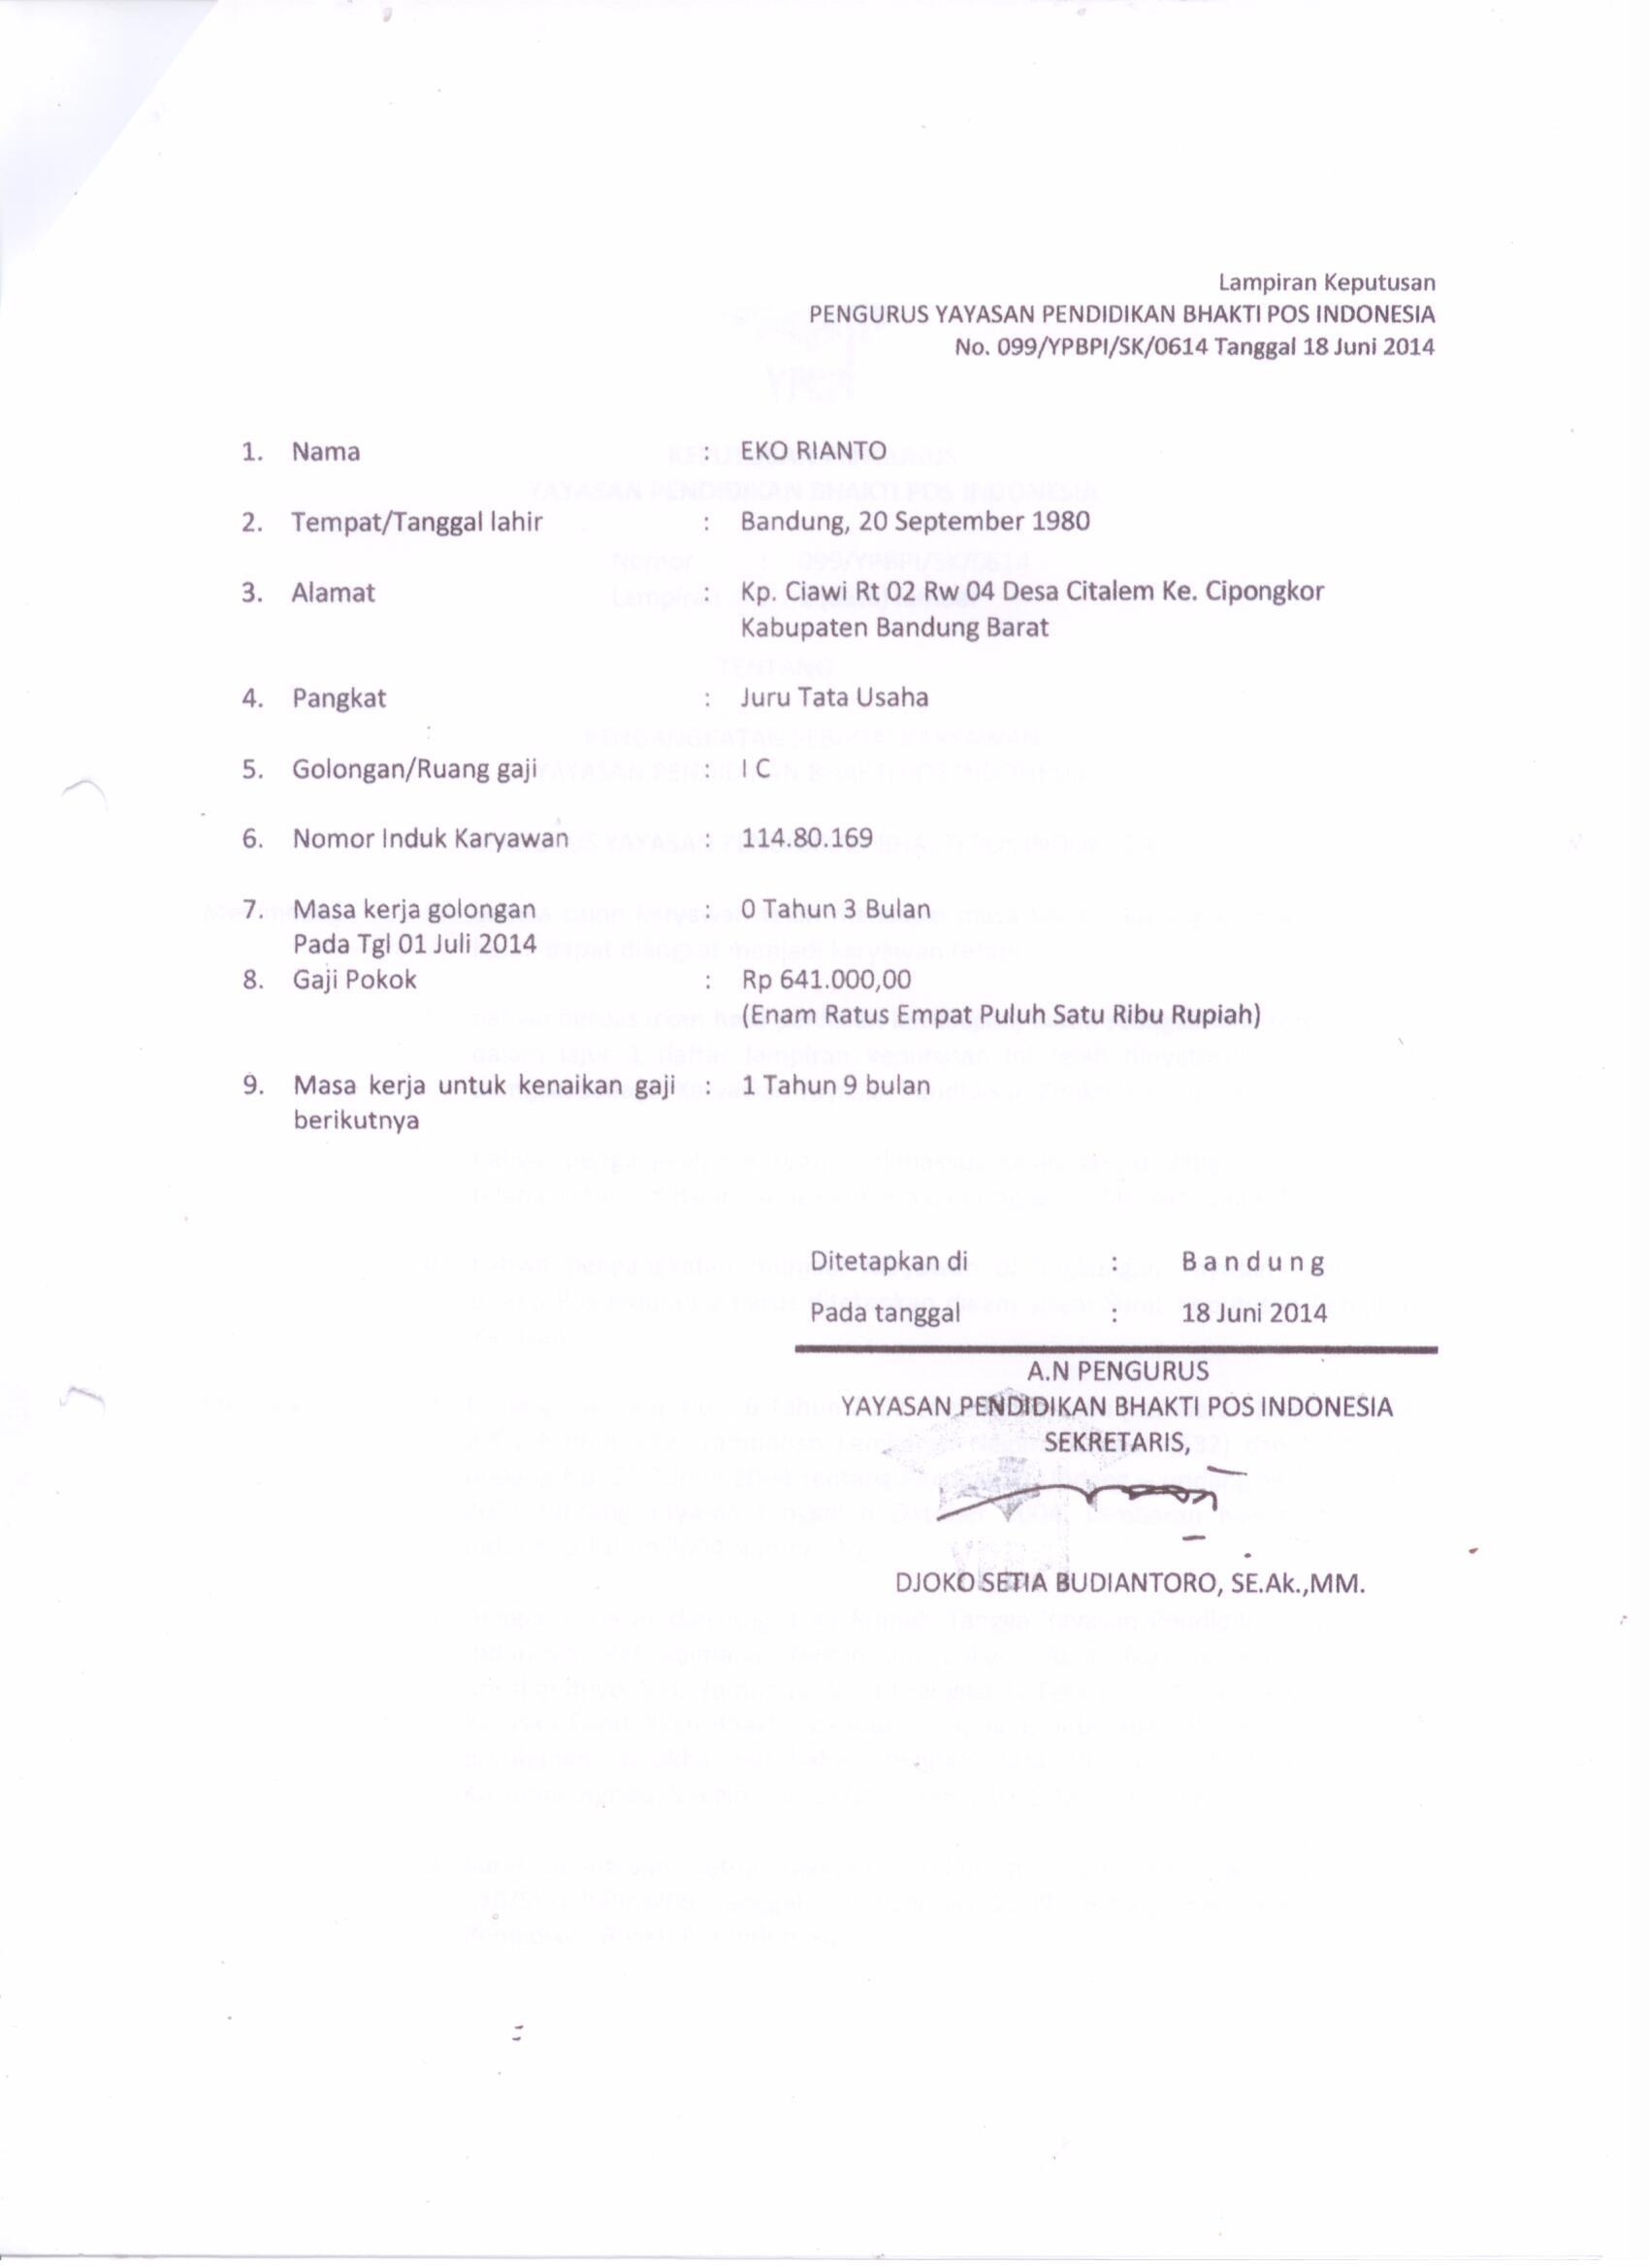 Lampiran Keputusan
PENGURUS YAYASAN PENDIDIKAN BHAKTI POS INDONESIA
No. 099/YPBPI/SK/0614 Tanggal 18 Juni 2014
1. Nama : EKO RIANTO
2. Tempat/Tanggal lahir : Bandung, 20 September 1980
3. Alamat : Kp. Ciawi Rt 02 Rw 04 Desa Citalem Ke. Cipongkor
Kabupaten Bandung Barat
4. Pangkat : Juru Tata Usaha
5. Golongan/Ruang gaji : I C
6. Nomor Induk Karyawan : 114.80.169
7. Masa kerja golongan : 0 Tahun 3 Bulan
Pada Tgl 01 Juli 2014
8. Gaji Pokok : Rp 641.000,00
(Enam Ratus Empat Puluh Satu Ribu Rupiah)
9. Masa kerja untuk kenaikan gaji : 1 Tahun 9 bulan
berikutnya
Ditetapkan di : B a n d u n g
Pada tanggal : 18 Juni 2014
A.N PENGURUS
YAYASAN PENDIDIKAN BHAKTI POS INDONESIA
SEKRETARIS,
DJOKO SETIA BUDIANTORO, SE.Ak.,MM.